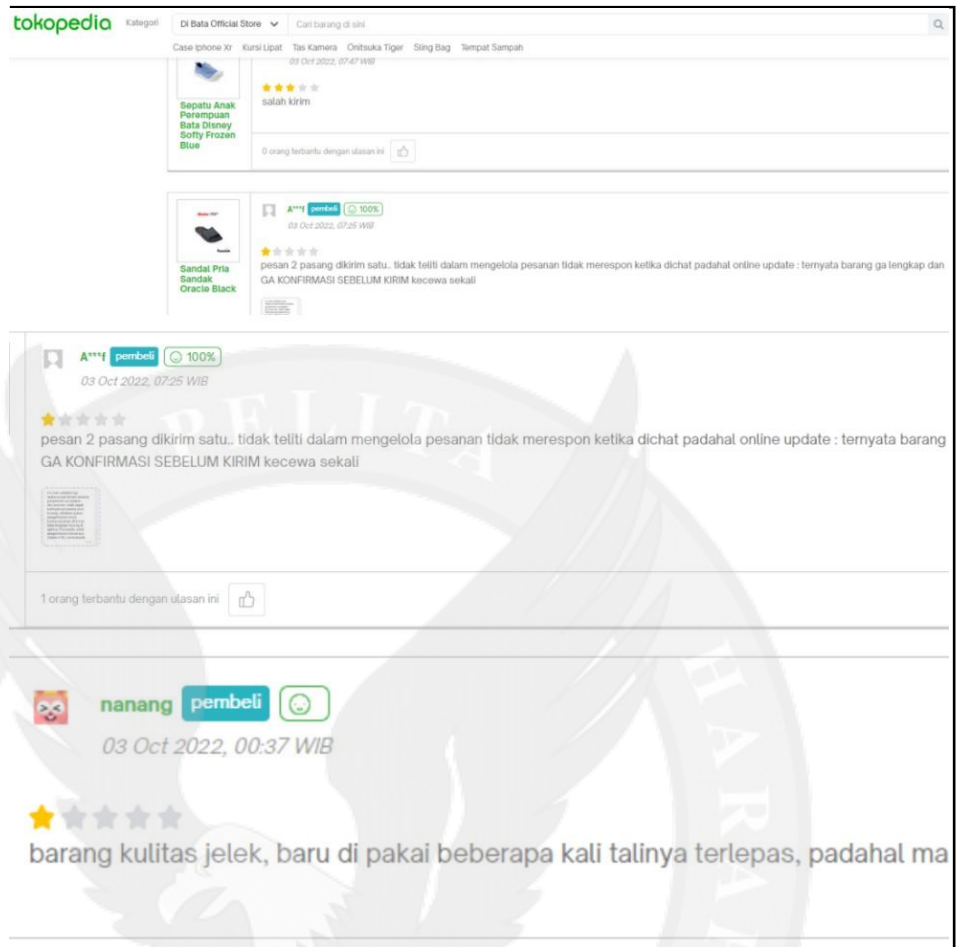 tokopedia Kategori Di Bata Official Store Cari barang di sini
Case Iphone Xr Kursi Lipat Tas Kamera Onitsuka Tiger Sling Bag Tempat Sampah
03 Oct 2022, 07:47 WIB
salah kirim
Sepatu Anak
Perempuan
Bata Disney
Softy Frozen
Blue
0 orang terbantu dengan ulasan ini
A***f pembeli 100%
03 Oct 2022, 07:25 WIB
pesan 2 pasang dikirim satu.. tidak teliti dalam mengelola pesanan tidak merespon ketika dichat padahal online update : ternyata barang ga lengkap dan
GA KONFIRMASI SEBELUM KIRIM kecewa sekali
Sandal Pria
Sandak
Oracle Black
A***f pembeli 100%
03 Oct 2022, 07:25 WIB
pesan 2 pasang dikirim satu.. tidak teliti dalam mengelola pesanan tidak merespon ketika dichat padahal online update : ternyata barang
GA KONFIRMASI SEBELUM KIRIM kecewa sekali
1 orang terbantu dengan ulasan ini
nanang pembeli
03 Oct 2022, 00:37 WIB
barang kulitas jelek, baru di pakai beberapa kali talinya terlepas, padahal ma
PELITA
HARA